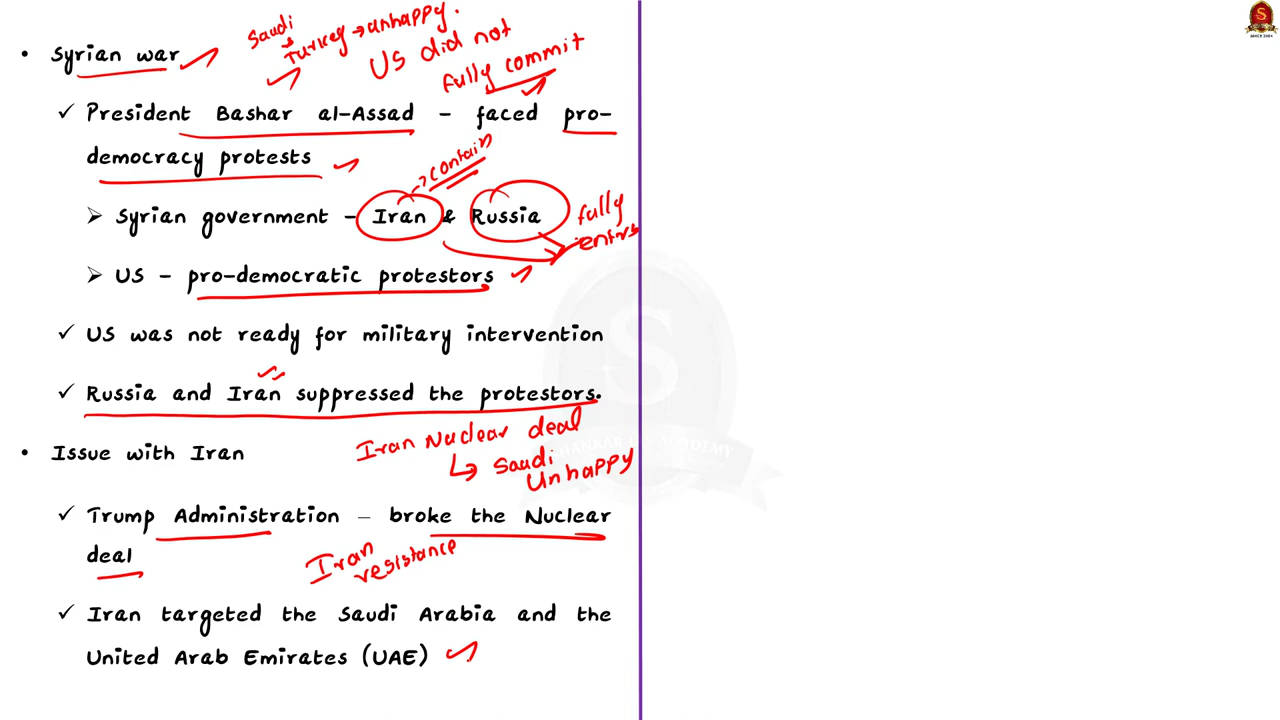 Saudi
Turkey → unhappy.
US did not
fully commit
• Syrian war
✓ President Bashar al-Assad - faced pro-
democracy protests
→ contain
➢ Syrian government - Iran & Russia
fully
enters
➢ US - pro-democratic protestors
✓ US was not ready for military intervention
✓ Russia and Iran suppressed the protestors.
Iran Nuclear deal
↳ Saudi
Unhappy
• Issue with Iran
✓ Trump Administration – broke the Nuclear
deal
Iran
resistance
✓ Iran targeted the Saudi Arabia and the
United Arab Emirates (UAE)